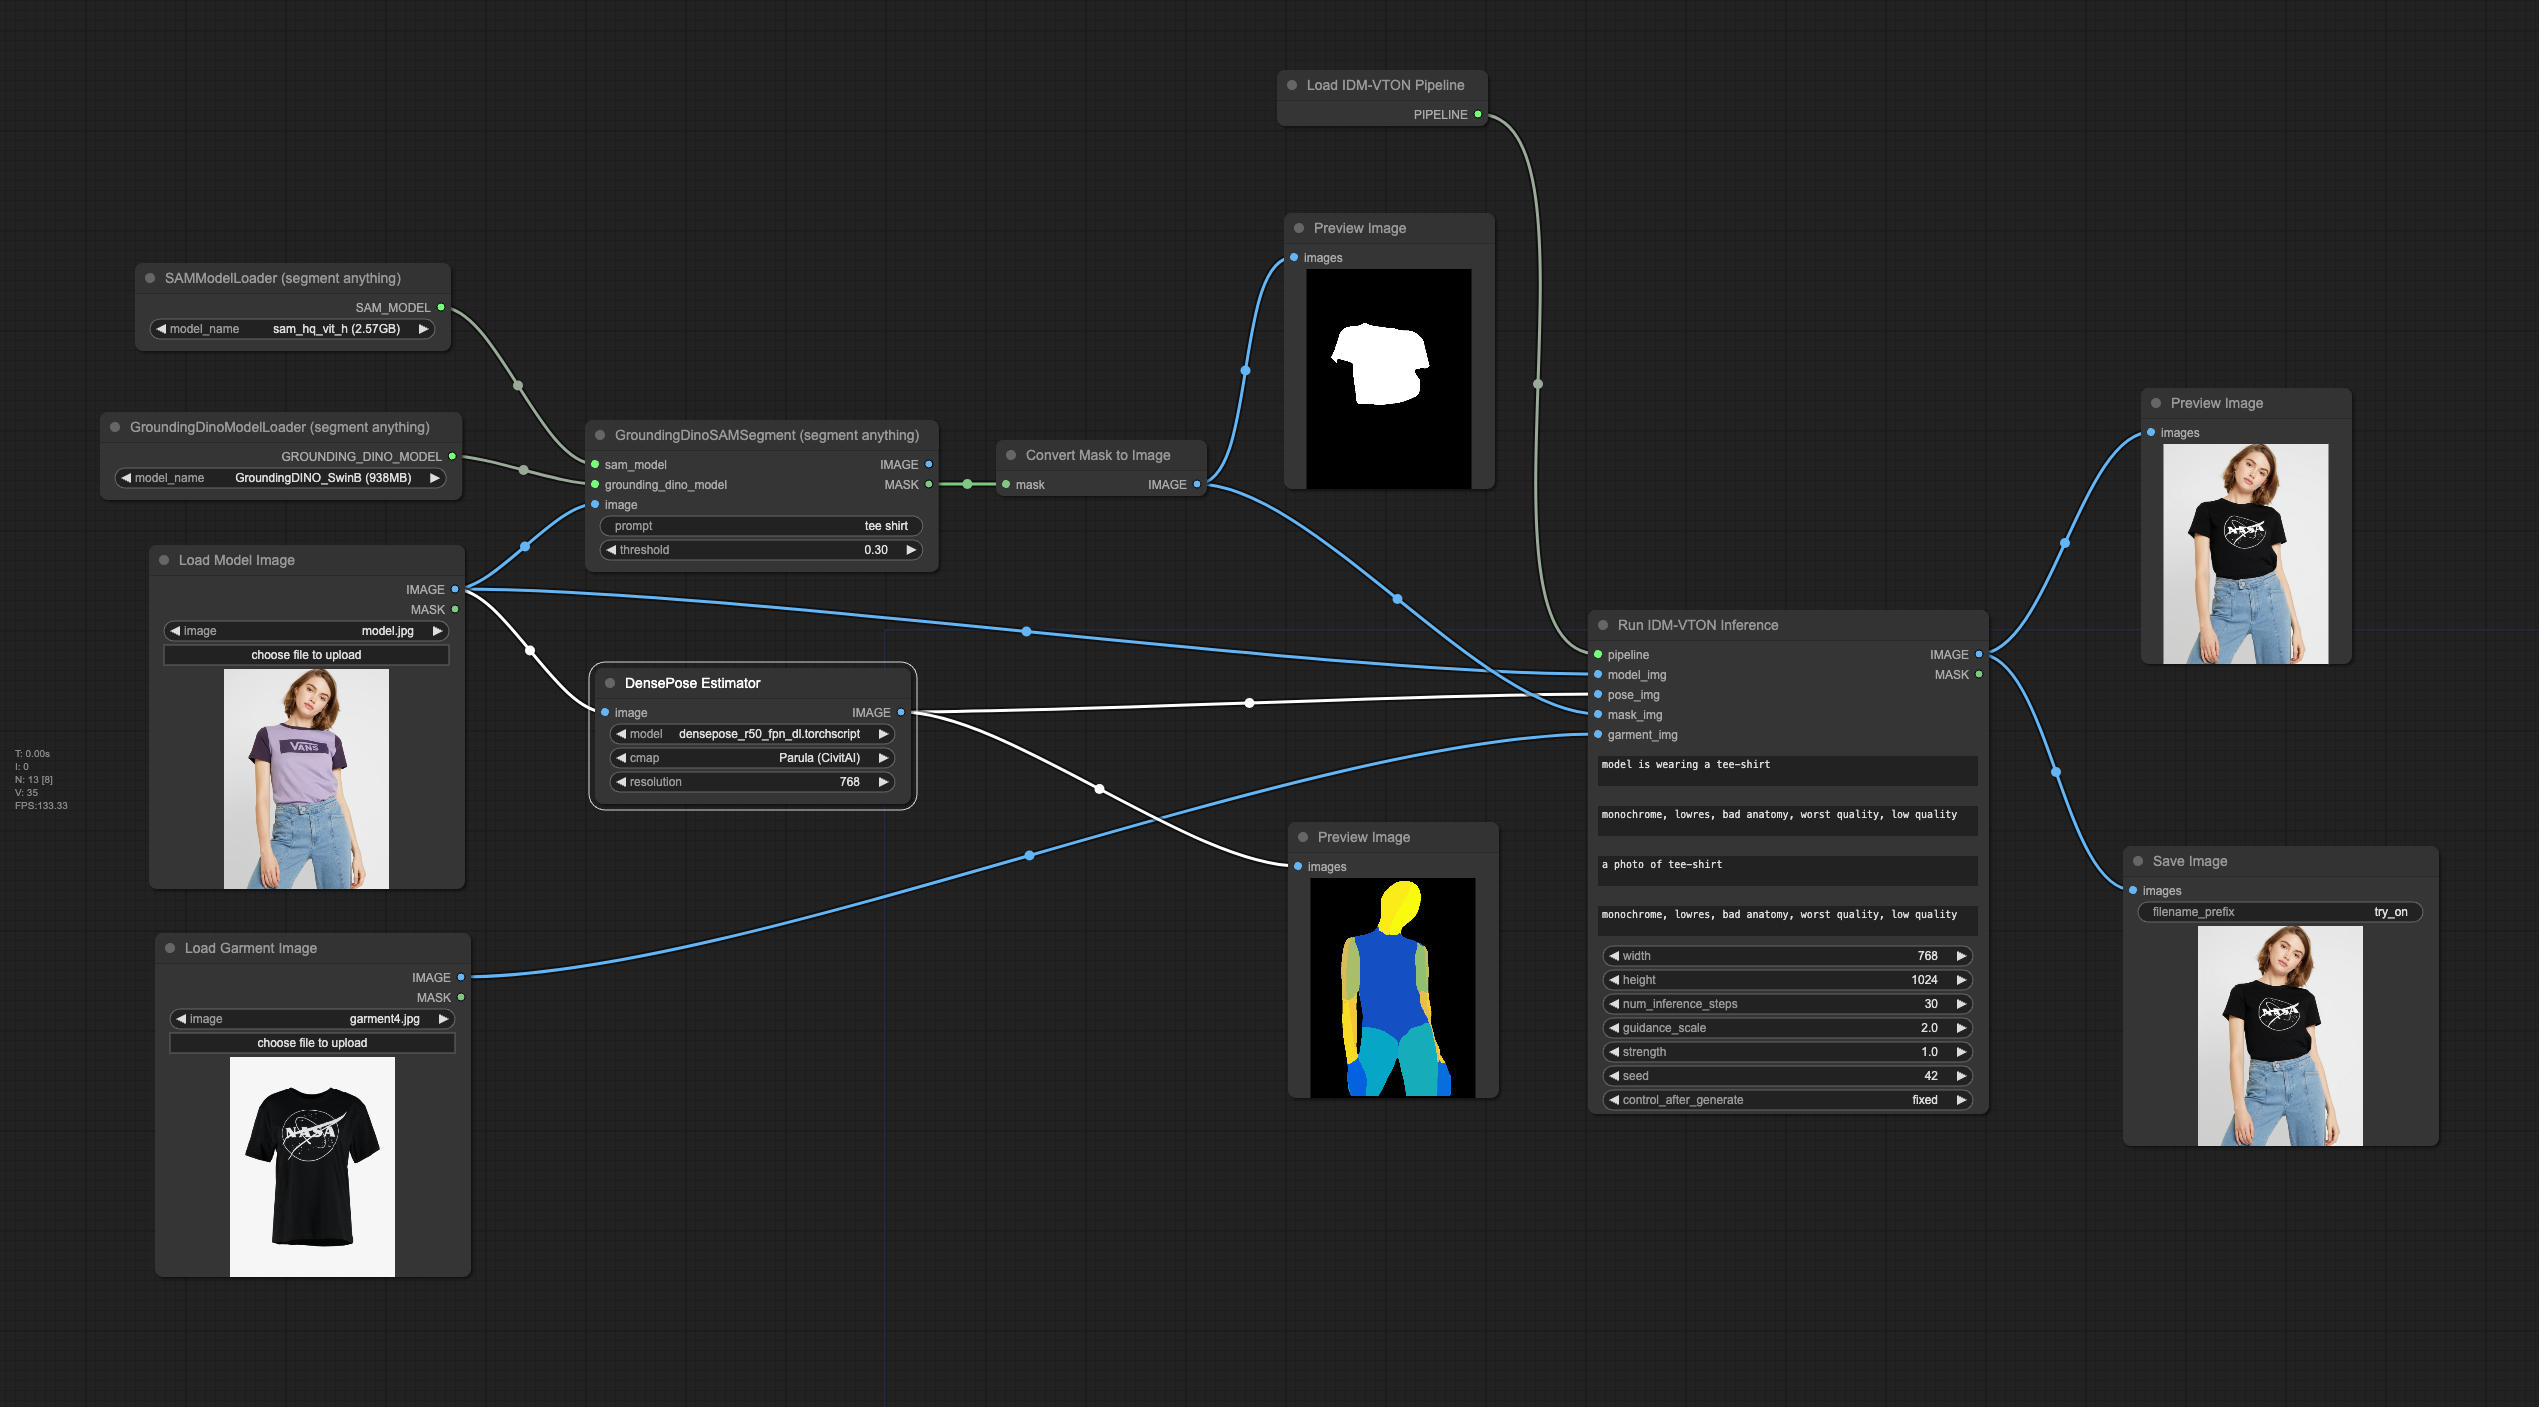 Load IDM-VTON Pipeline
PIPELINE
Preview Image
images
SAMModelLoader (segment anything)
SAM_MODEL
model_name sam_hq_vit_h (2.57GB)
GroundingDinoModelLoader (segment anything)
GROUNDING_DINO_MODEL
model_name GroundingDINO_SwinB (938MB)
GroundingDinoSAMSegment (segment anything)
sam_model IMAGE
grounding_dino_model MASK
image
prompt tee shirt
threshold 0.30
Convert Mask to Image
mask IMAGE
Load Model Image
IMAGE
MASK
image model.jpg
choose file to upload
VANS
DensePose Estimator
image IMAGE
model densepose_r50_fpn_dl.torchscript
cmap Parula (CivitAI)
resolution 768
T: 0.00s
I: 0
N: 13 [8]
V: 35
FPS:133.33
Load Garment Image
IMAGE
MASK
image garment4.jpg
choose file to upload
NASA
Preview Image
images
Run IDM-VTON Inference
pipeline IMAGE
model_img MASK
pose_img
mask_img
garment_img
model is wearing a tee-shirt
monochrome, lowres, bad anatomy, worst quality, low quality
a photo of tee-shirt
monochrome, lowres, bad anatomy, worst quality, low quality
width 768
height 1024
num_inference_steps 30
guidance_scale 2.0
strength 1.0
seed 42
control_after_generate fixed
Preview Image
images
NASA
Save Image
images
filename_prefix try_on
NASA